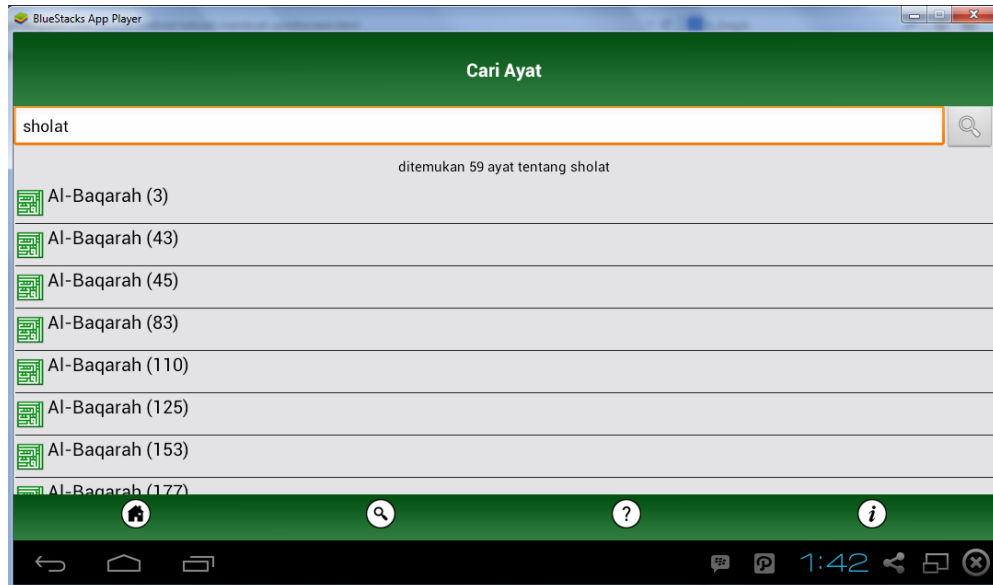 BlueStacks App Player
Cari Ayat
sholat
ditemukan 59 ayat tentang sholat
Al-Baqarah (3)
Al-Baqarah (43)
Al-Baqarah (45)
Al-Baqarah (83)
Al-Baqarah (110)
Al-Baqarah (125)
Al-Baqarah (153)
Al-Baqarah (177)
1:42